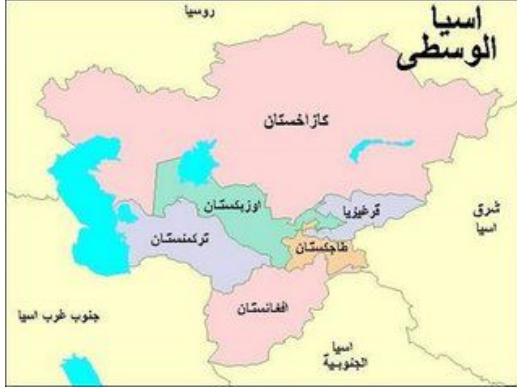 روسيا
اسيا
الوسطى
كازاخستان
اوزبكستان
قرغيزيا
شرق
اسيا
تركمنستان
طاجكستان
افغانستان
جنوب غرب اسيا
اسيا
الجنوبية